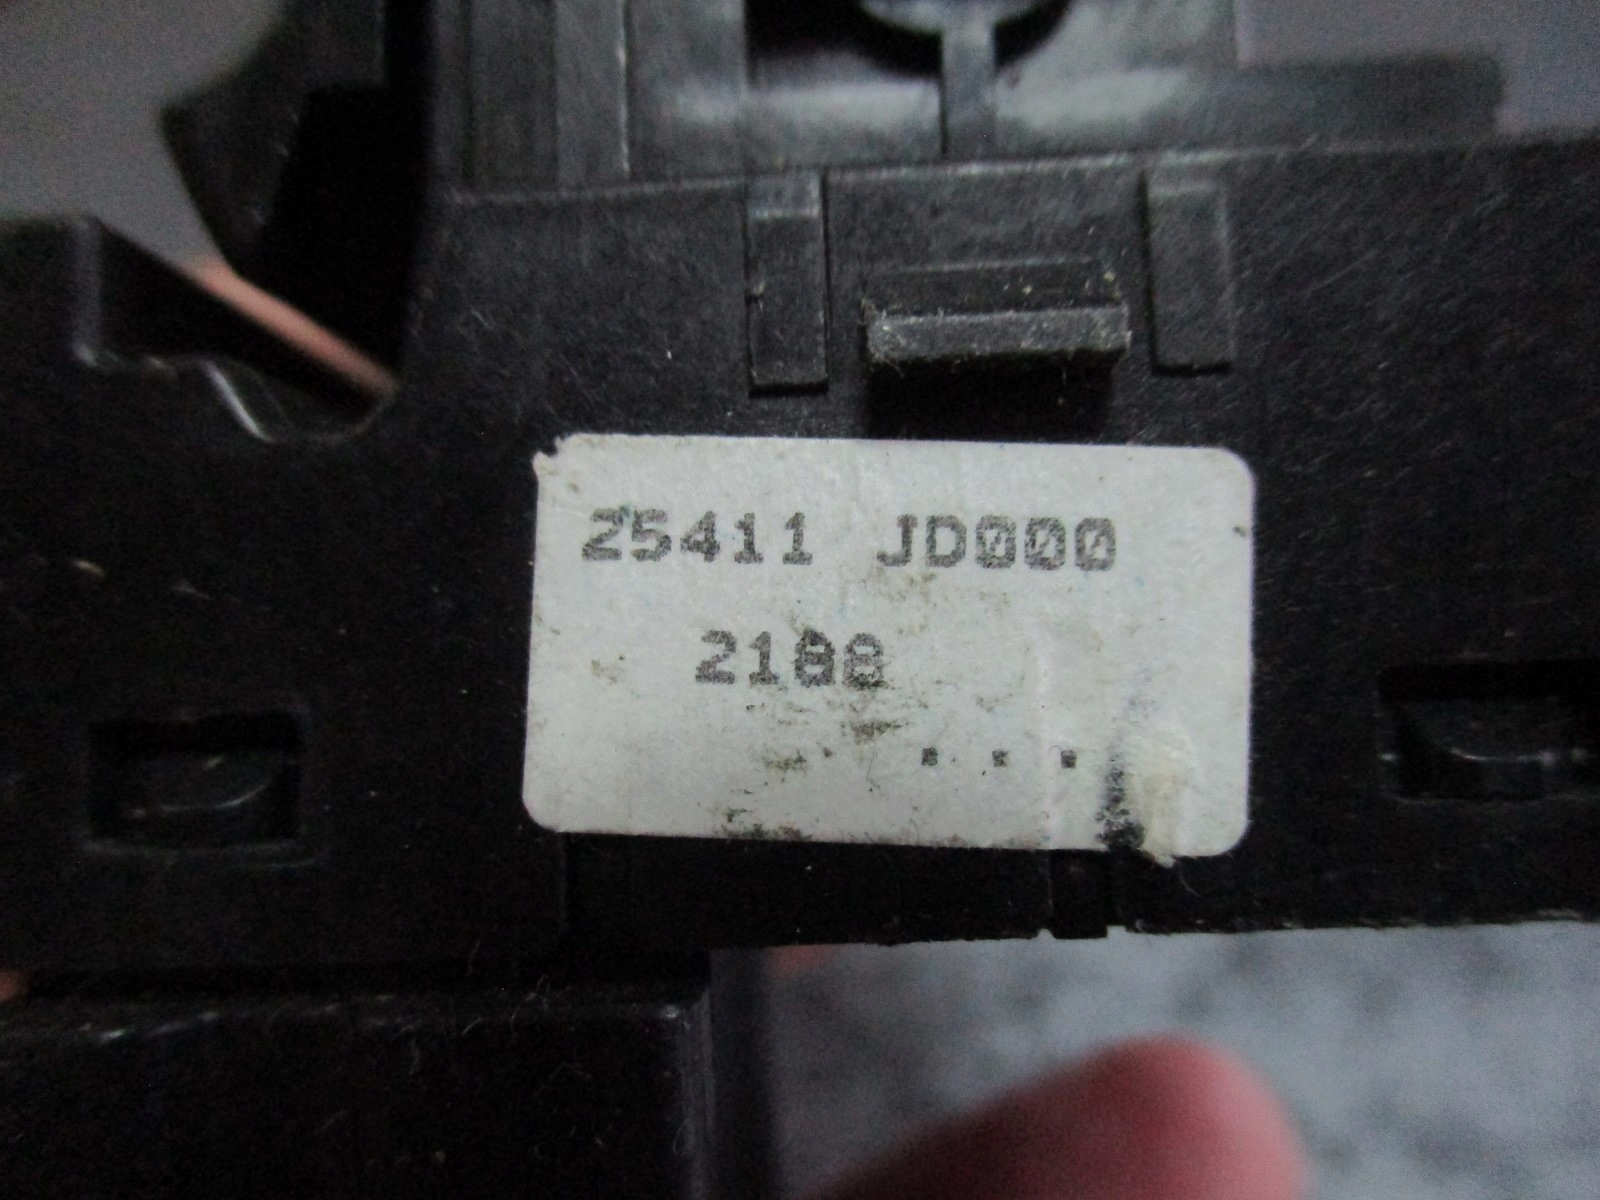 25411 JD000
2188
. . .